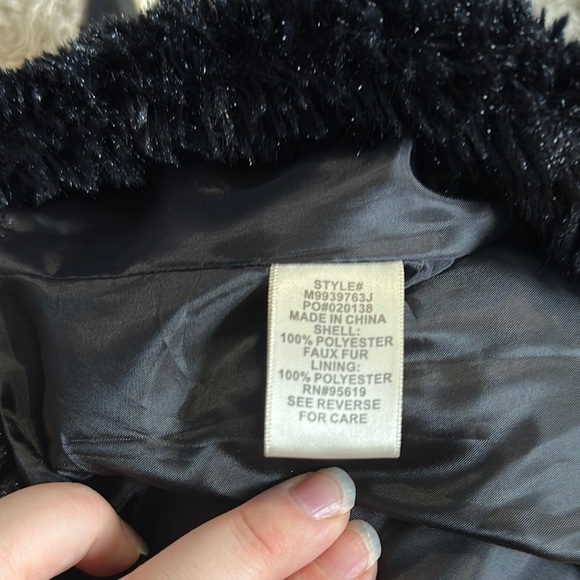 STYLE#
M9939763J
PO#020138
MADE IN CHINA
SHELL:
100% POLYESTER
FAUX FUR
LINING:
100% POLYESTER
RN#95619
SEE REVERSE
FOR CARE